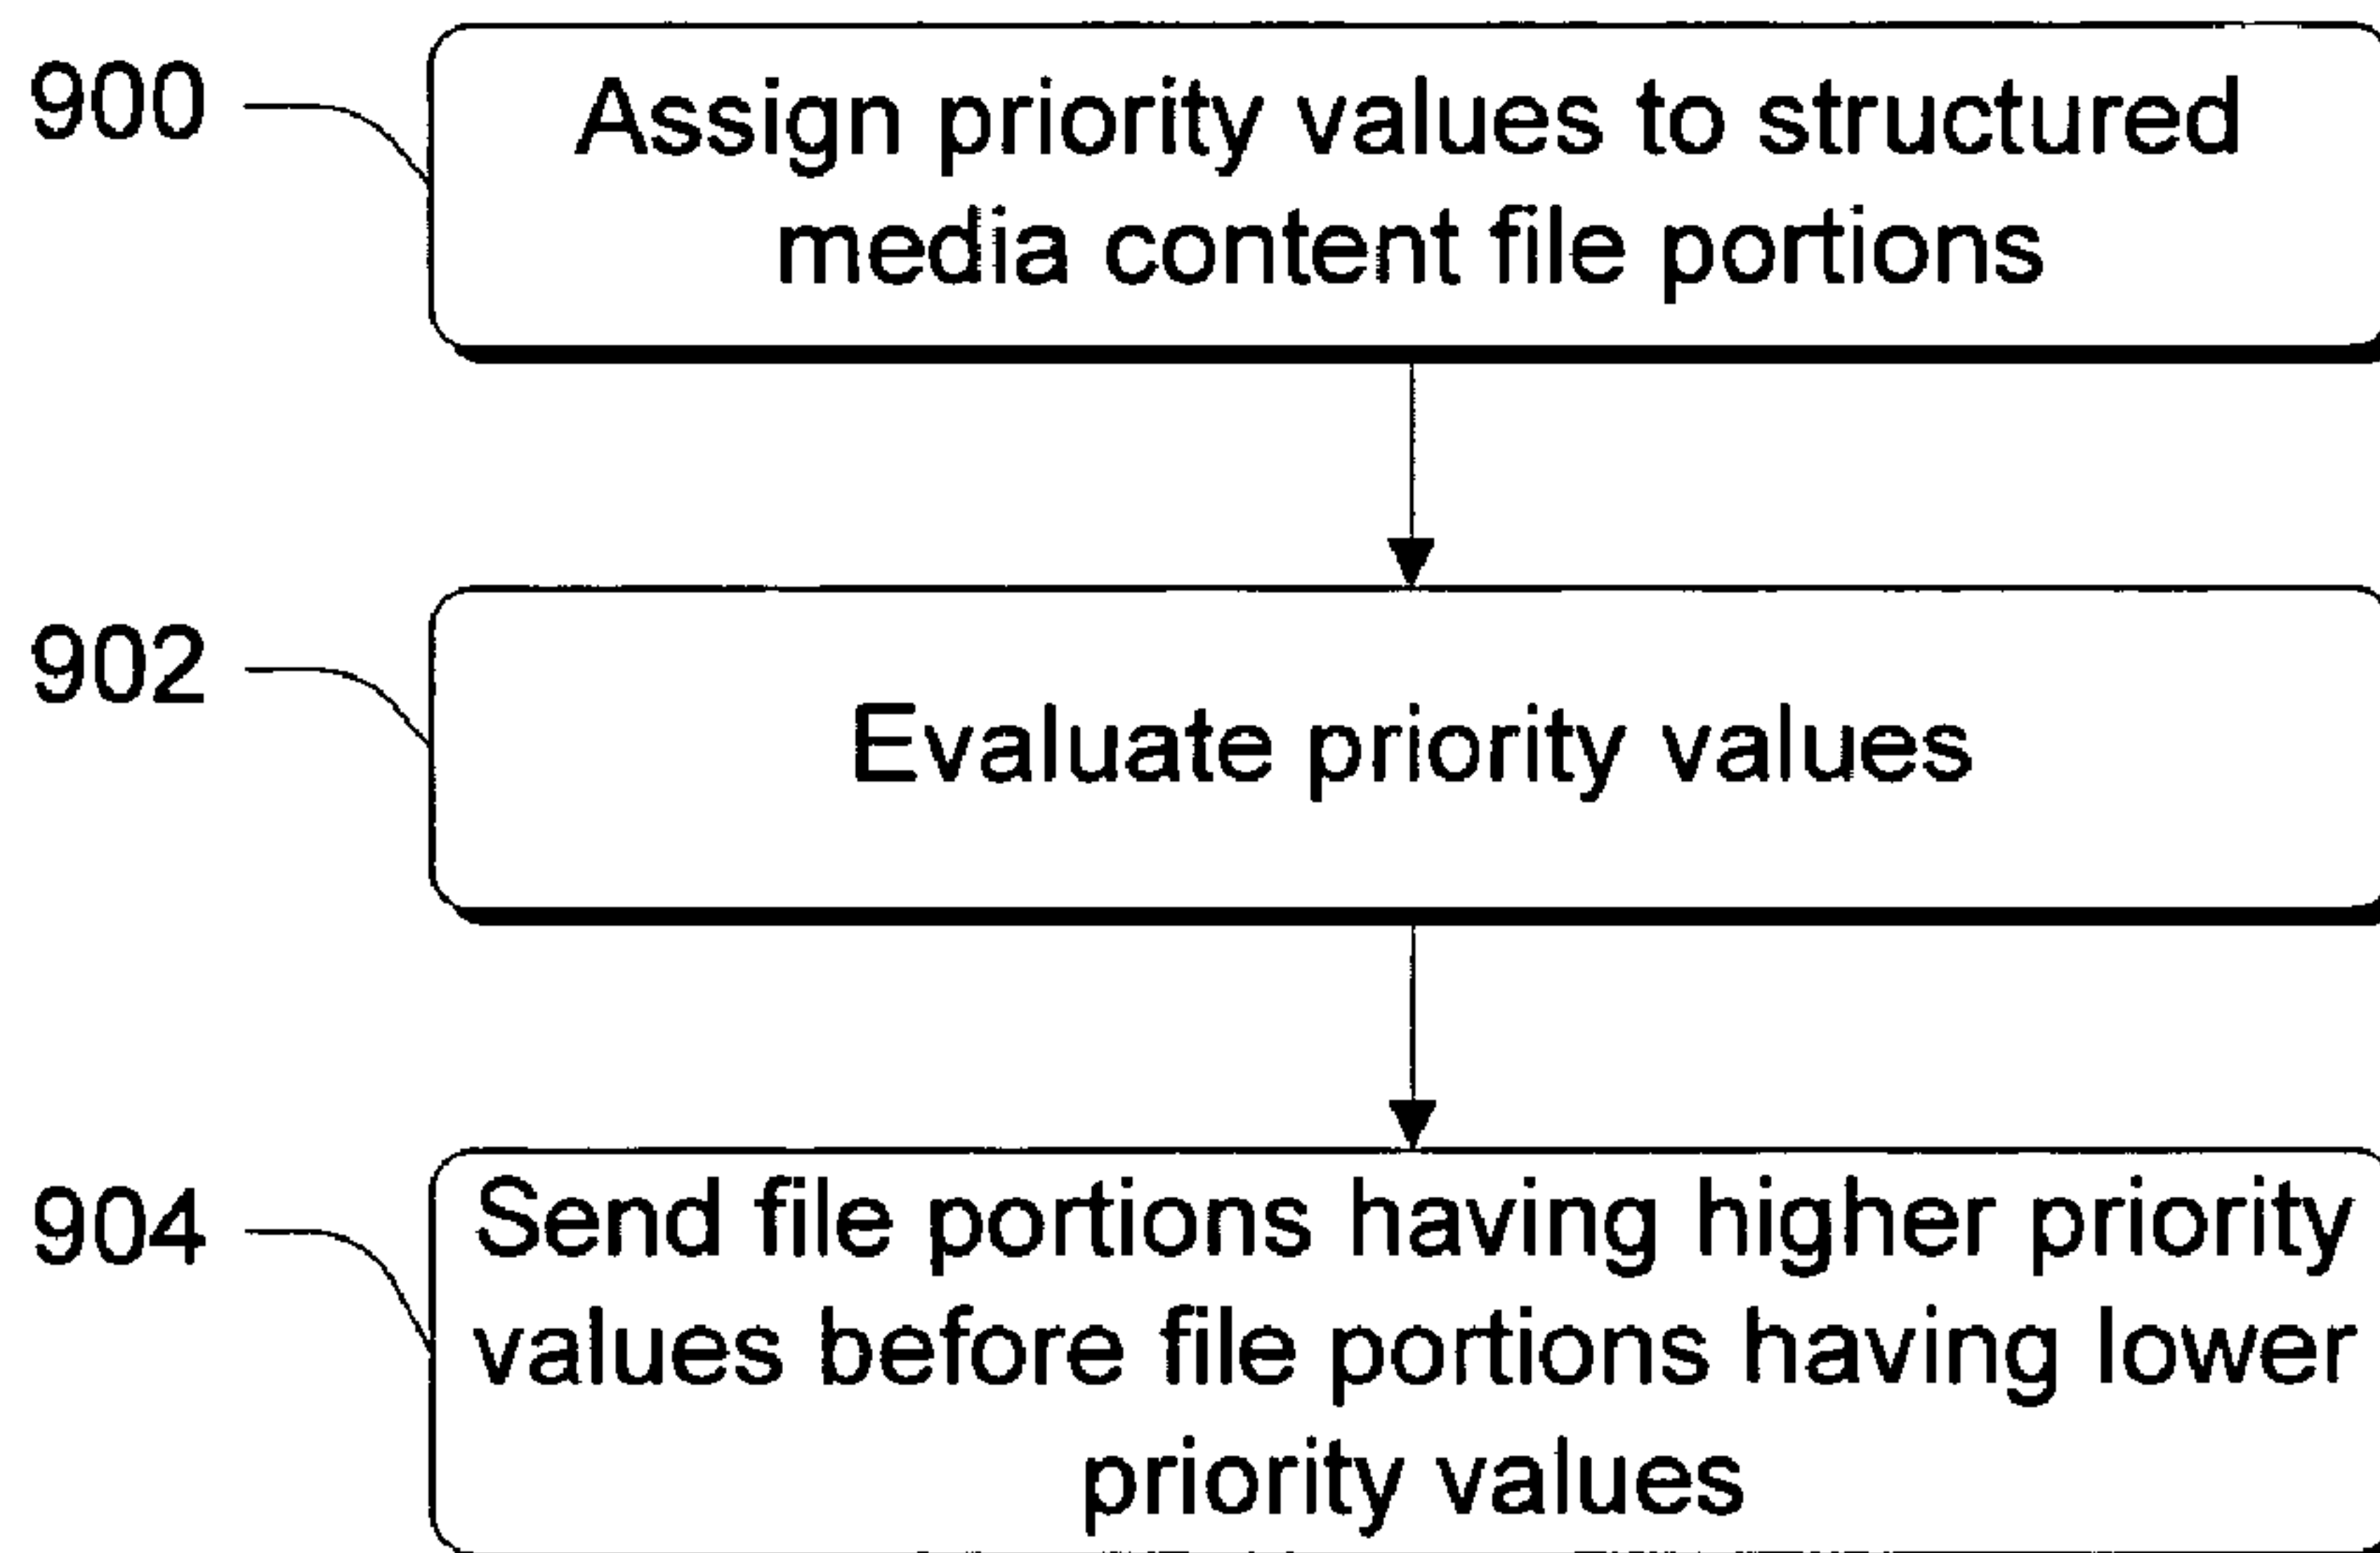 900
Assign priority values to structured
media content file portions
902
Evaluate priority values
904
Send file portions having higher priority
values before file portions having lower
priority values